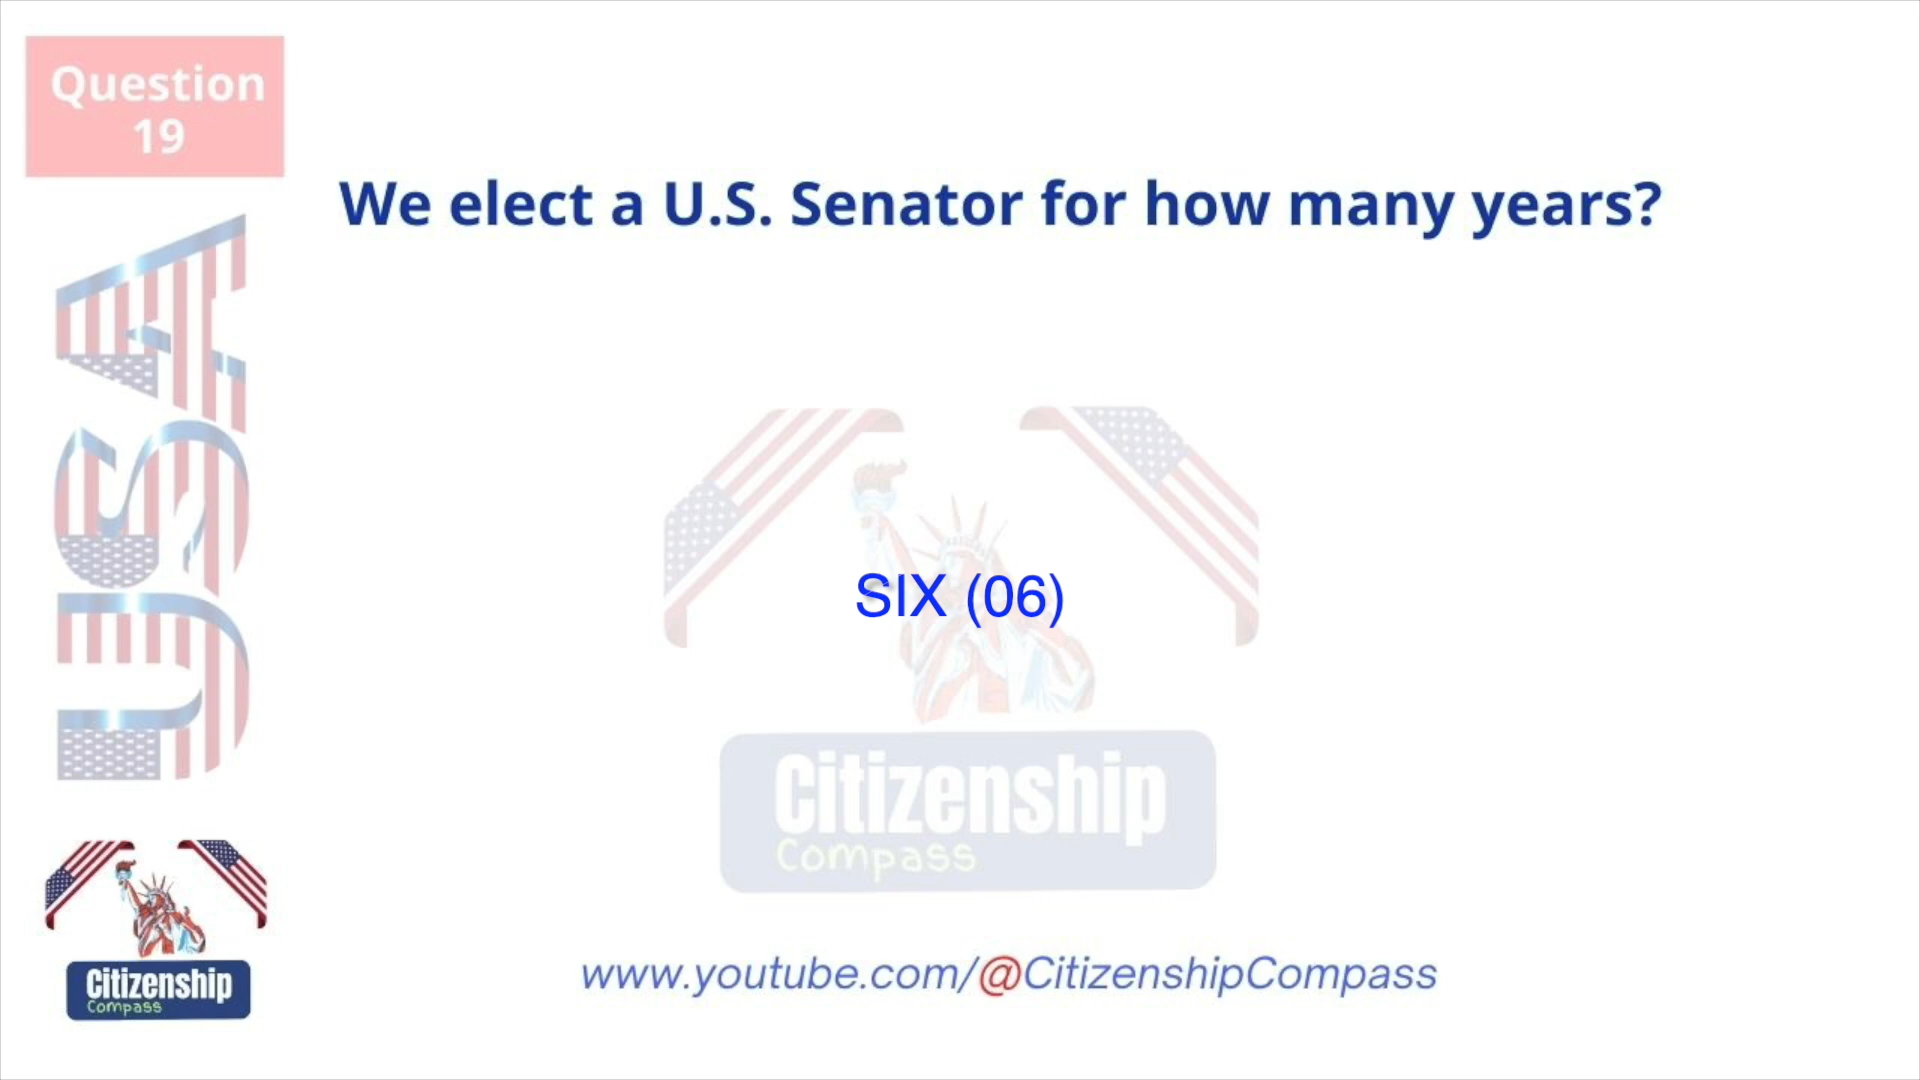 Question
19
We elect a U.S. Senator for how many years?
USA
SIX (06)
Citizenship
Compass
Citizenship
Compass
www.youtube.com/@CitizenshipCompass